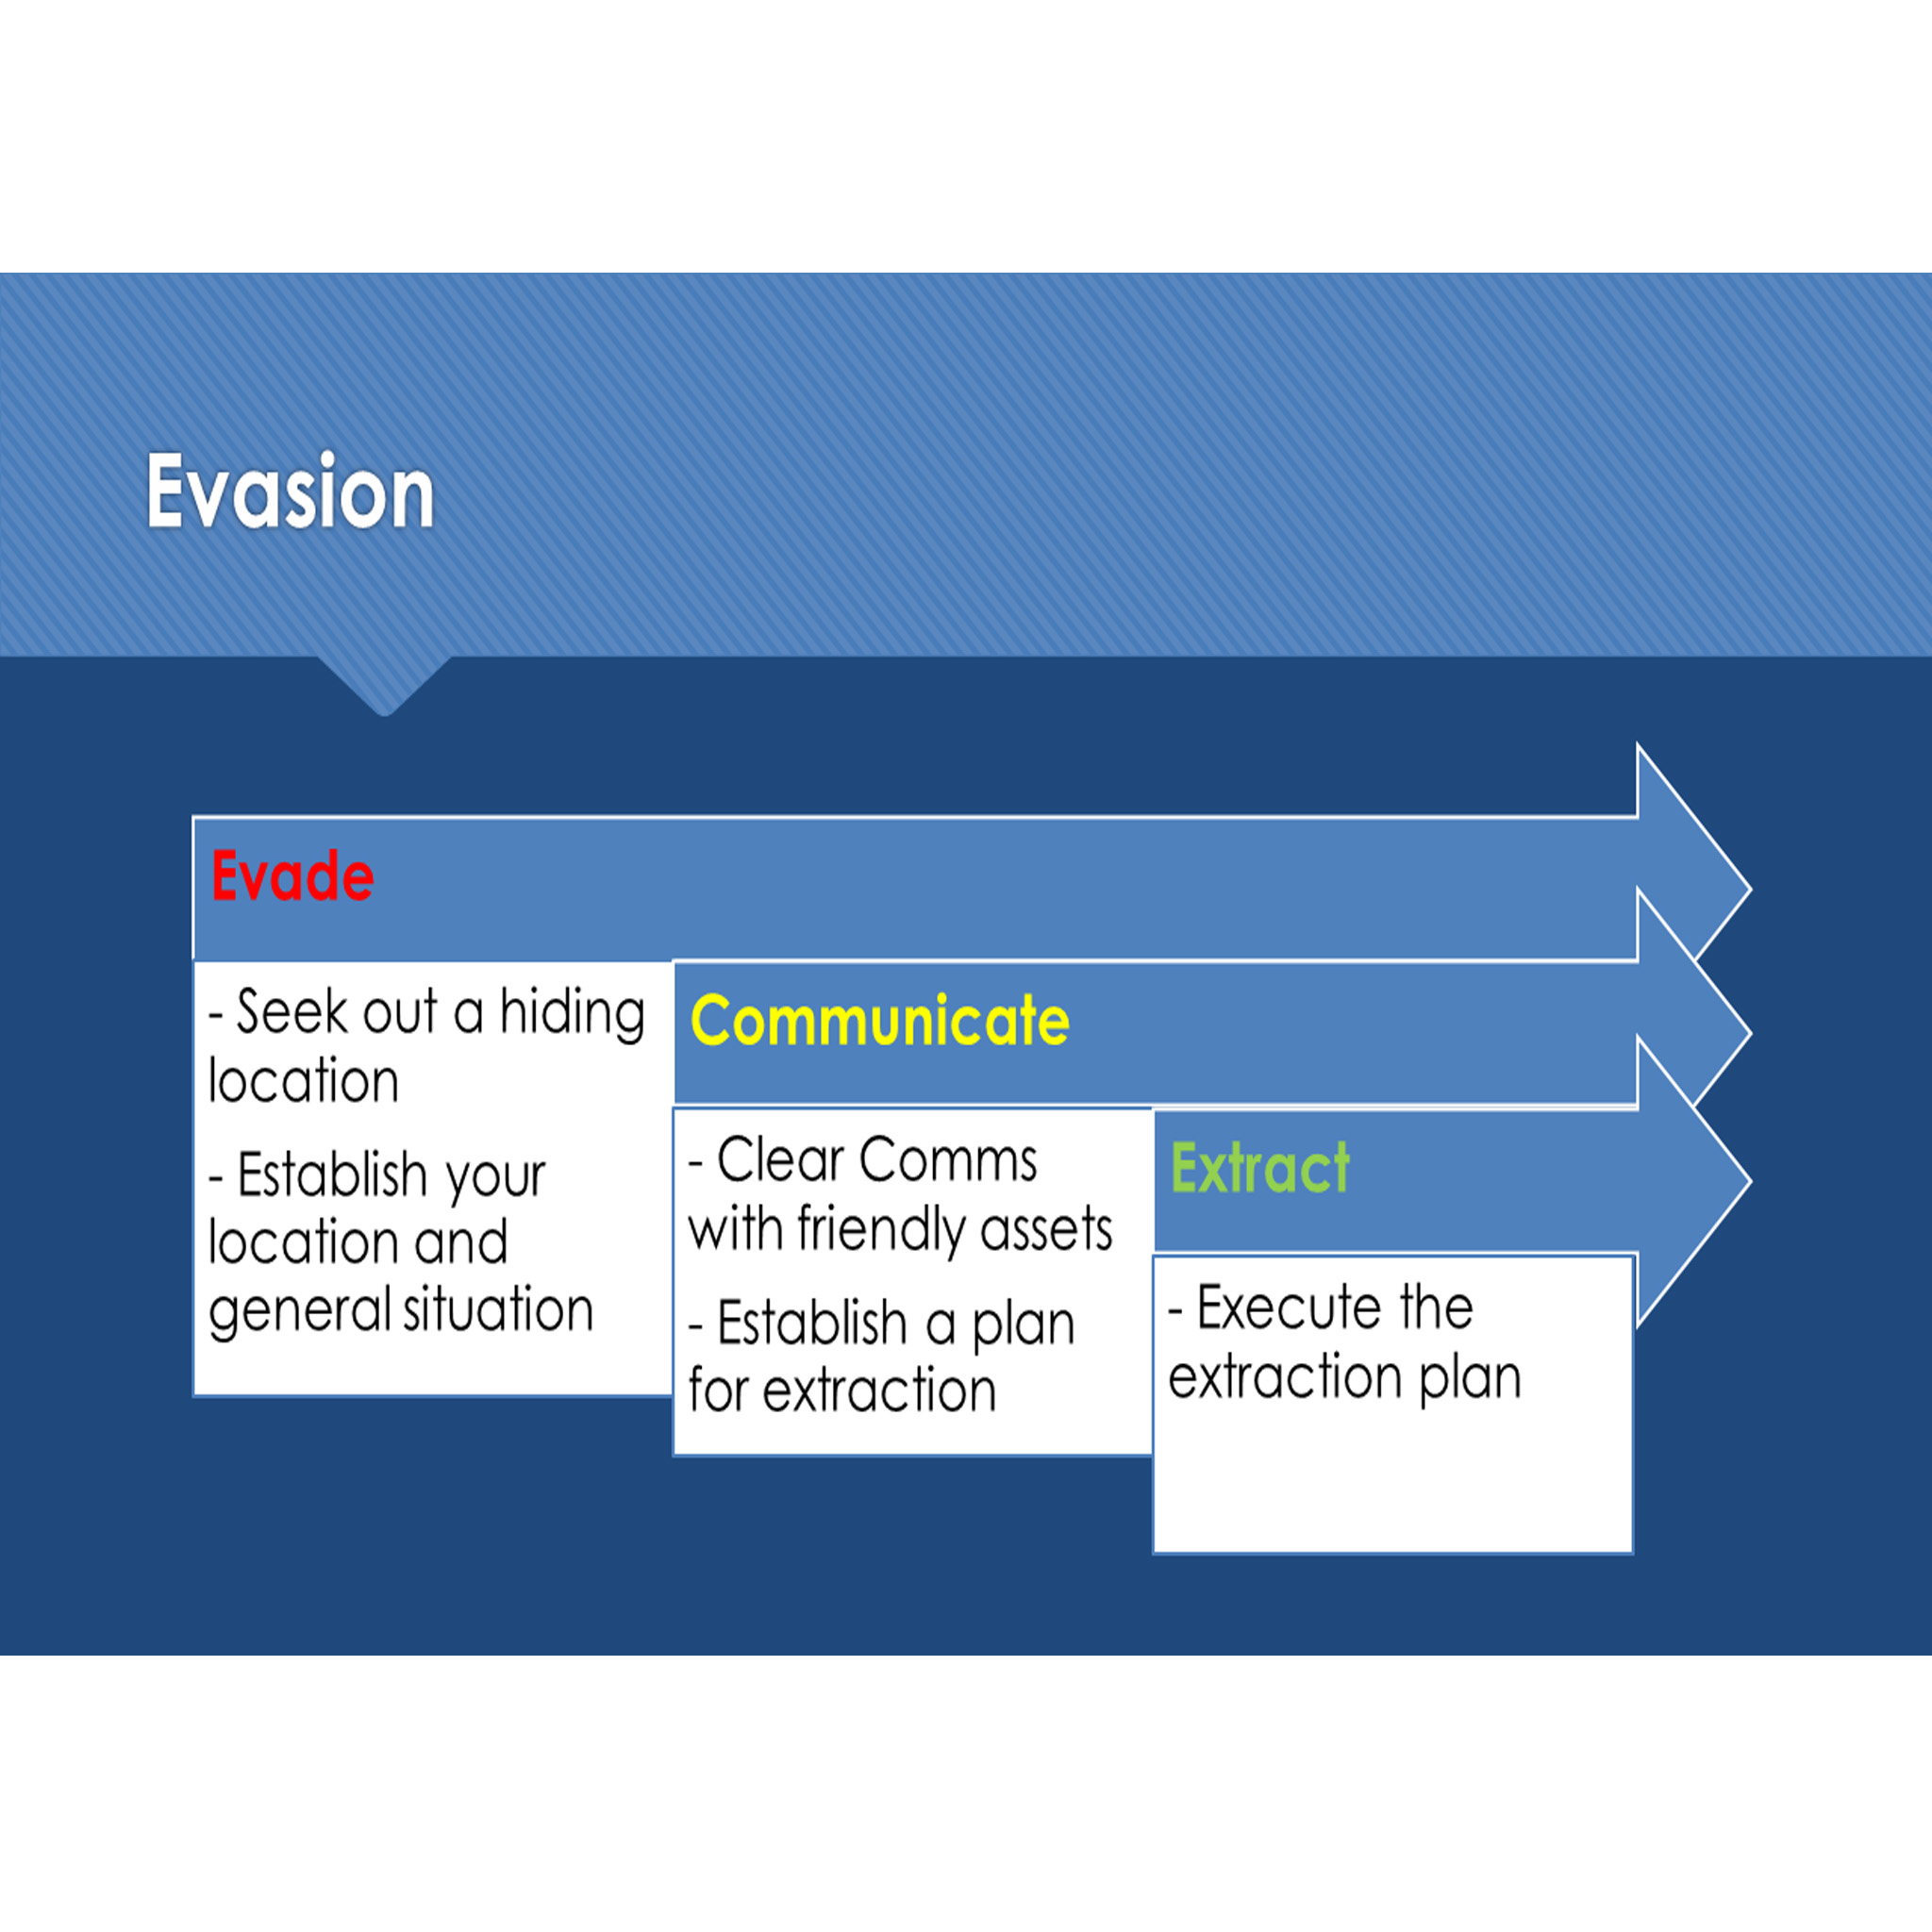 Evasion
Evade
- Seek out a hiding
location
- Establish your
location and
general situation
Communicate
- Clear Comms
with friendly assets
- Establish a plan
for extraction
Extract
- Execute the
extraction plan